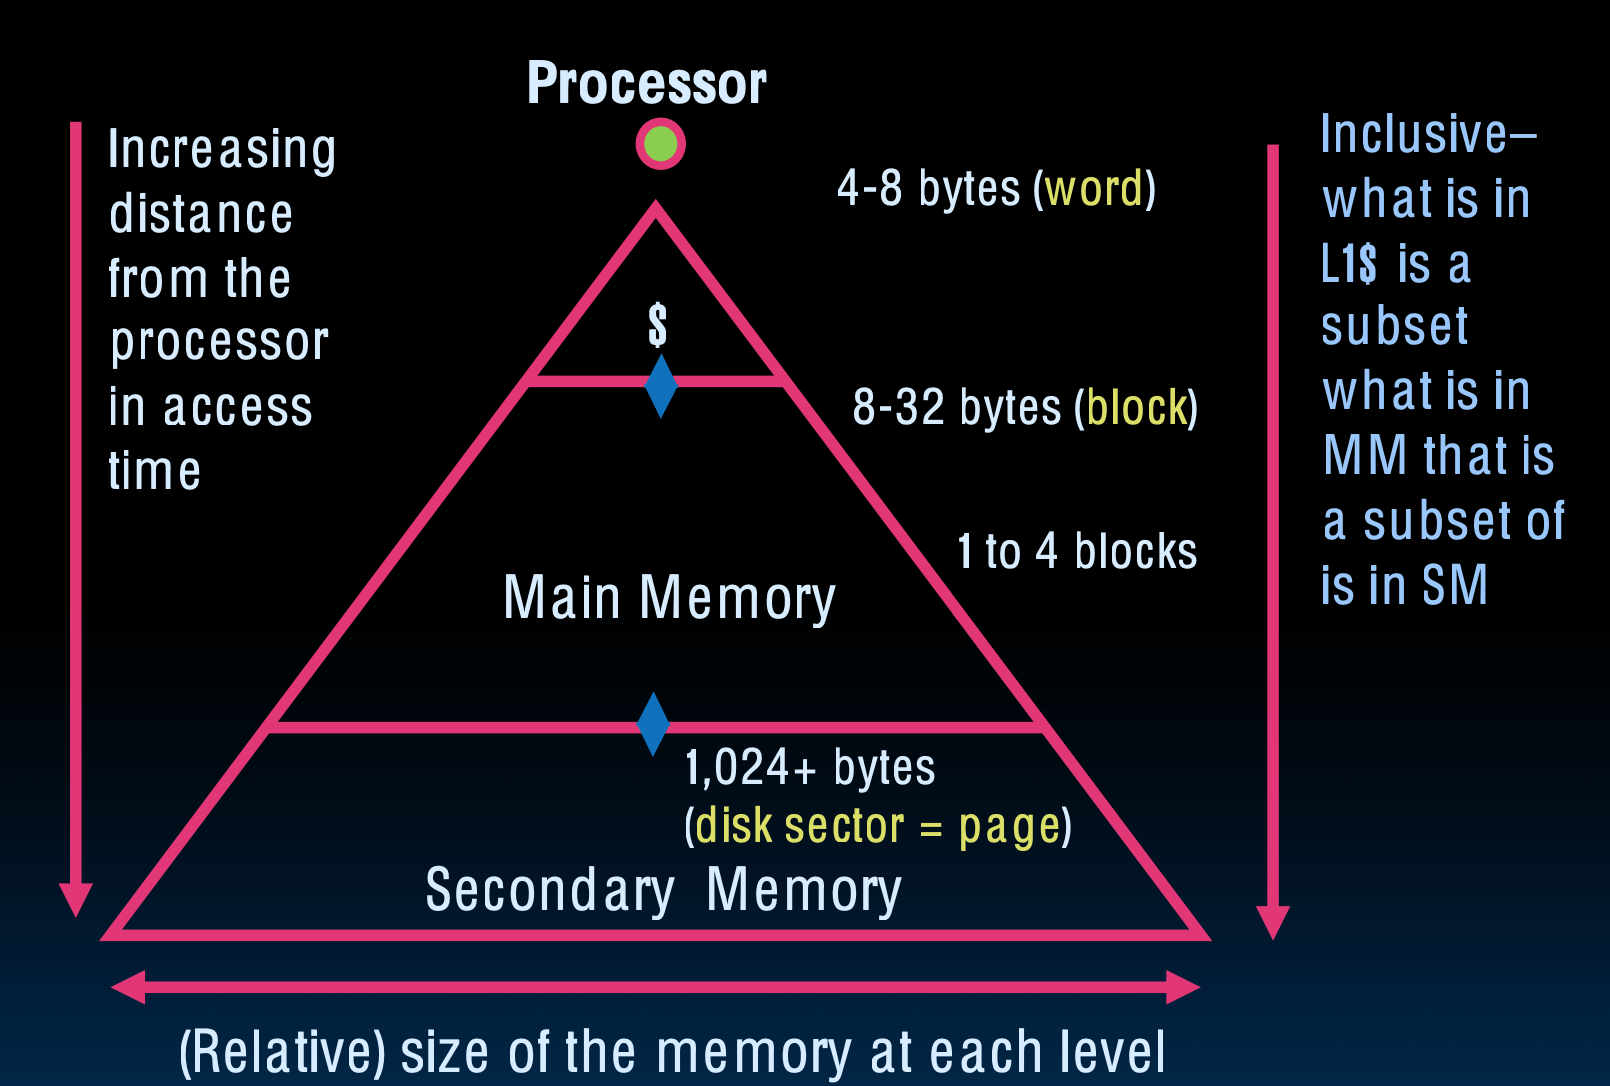 Processor
Increasing
distance
from the
processor
in access
time
4-8 bytes (word)
$
8-32 bytes (block)
1 to 4 blocks
Main Memory
1,024+ bytes
(disk sector = page)
Secondary Memory
Inclusive–
what is in
L1$ is a
subset
what is in
MM that is
a subset of
is in SM
(Relative) size of the memory at each level